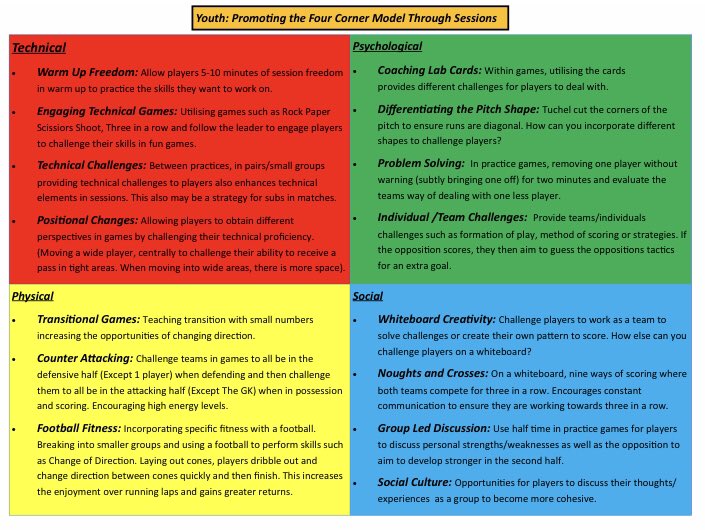 Youth: Promoting the Four Corner Model Through Sessions
Technical
• Warm Up Freedom: Allow players 5-10 minutes of session freedom
in warm up to practice the skills they want to work on.
• Engaging Technical Games: Utilising games such as Rock Paper
Scissiors Shoot, Three in a row and follow the leader to engage players
to challenge their skills in fun games.
• Technical Challenges: Between practices, in pairs/small groups
providing technical challenges to players also enhances technical
elements in sessions. This also may be a strategy for subs in matches.
• Positional Changes: Allowing players to obtain different
perspectives in games by challenging their technical proficiency.
(Moving a wide player, centrally to challenge their ability to receive a
pass in tight areas. When moving into wide areas, there is more space).
Psychological
• Coaching Lab Cards: Within games, utilising the cards
provides different challenges for players to deal with.
• Differentiating the Pitch Shape: Tuchel cut the corners of the
pitch to ensure runs are diagonal. How can you incorporate different
shapes to challenge players?
• Problem Solving: In practice games, removing one player without
warning (subtly bringing one off) for two minutes and evaluate the
teams way of dealing with one less player.
• Individual /Team Challenges: Provide teams/individuals
challenges such as formation of play, method of scoring or strategies. If
the opposition scores, they then aim to guess the oppositions tactics
for an extra goal.
Physical
• Transitional Games: Teaching transition with small numbers
increasing the opportunities of changing direction.
• Counter Attacking: Challenge teams in games to all be in the
defensive half (Except 1 player) when defending and then challenge
them to all be in the attacking half (Except The GK) when in possession
and scoring. Encouraging high energy levels.
• Football Fitness: Incorporating specific fitness with a football.
Breaking into smaller groups and using a football to perform skills such
as Change of Direction. Laying out cones, players dribble out and
change direction between cones quickly and then finish. This increases
the enjoyment over running laps and gains greater returns.
Social
• Whiteboard Creativity: Challenge players to work as a team to
solve challenges or create their own pattern to score. How else can you
challenge players on a whiteboard?
• Noughts and Crosses: On a whiteboard, nine ways of scoring where
both teams compete for three in a row. Encourages constant
communication to ensure they are working towards three in a row.
• Group Led Discussion: Use half time in practice games for players
to discuss personal strengths/weaknesses as well as the opposition to
aim to develop stronger in the second half.
• Social Culture: Opportunities for players to discuss their thoughts/
experiences as a group to become more cohesive.